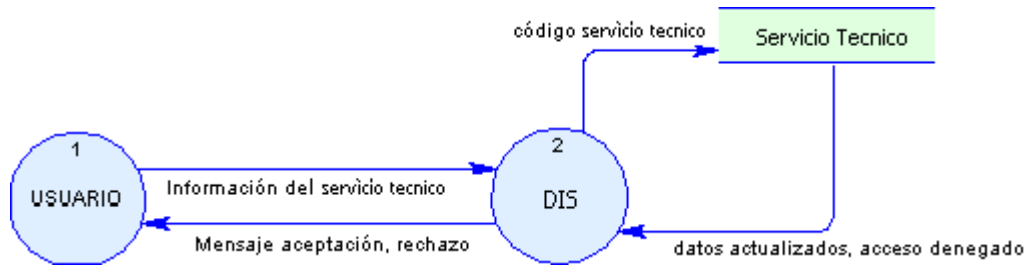 código servicio tecnico
Servicio Tecnico
1
USUARIO
Información del servicio tecnico
Mensaje aceptación, rechazo
2
DIS
datos actualizados, acceso denegado